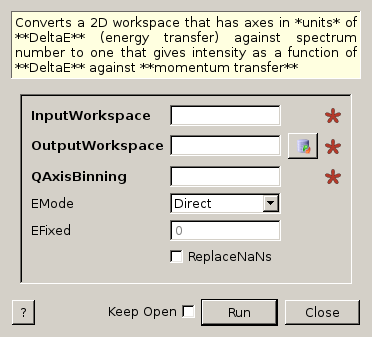 Converts a 2D workspace that has axes in *units* of
**DeltaE** (energy transfer) against spectrum
number to one that gives intensity as a function of
**DeltaE** against **momentum transfer**
InputWorkspace
OutputWorkspace
QAxisBinning
EMode Direct
EFixed 0
ReplaceNaNs
? Keep Open Run Close